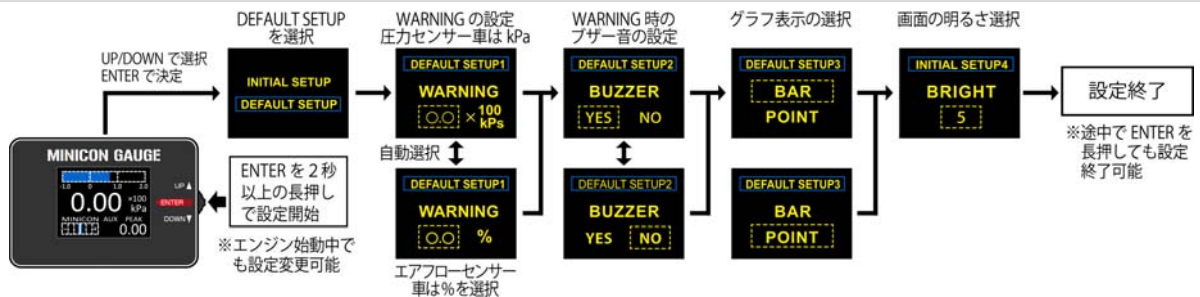 DEFAULT SETUP
を選択
WARNING の設定
圧力センサー車は kPa
WARNING 時の
ブザー音の設定
グラフ表示の選択
画面の明るさ選択
UP/DOWN で選択
ENTER で決定
INITIAL SETUP
DEFAULT SETUP
DEFAULT SETUP1
WARNING
○.○ ×100
kPs
DEFAULT SETUP2
BUZZER
YES NO
DEFAULT SETUP3
BAR
POINT
INITIAL SETUP4
BRIGHT
5
設定終了
※途中で ENTER を
長押しても設定
終了可能
自動選択
MINICON GAUGE
-1.0 0 1.0 2.0
0.00 ×100
kPa
MINICON AUX PEAK
0.00
UP▲
ENTER
DOWN▼
ENTER を 2 秒
以上の長押し
で設定開始
※エンジン始動中で
も設定変更可能
DEFAULT SETUP1
WARNING
○.○ %
エアフローセンサー
車は%を選択
DEFAULT SETUP2
BUZZER
YES NO
DEFAULT SETUP3
BAR
POINT